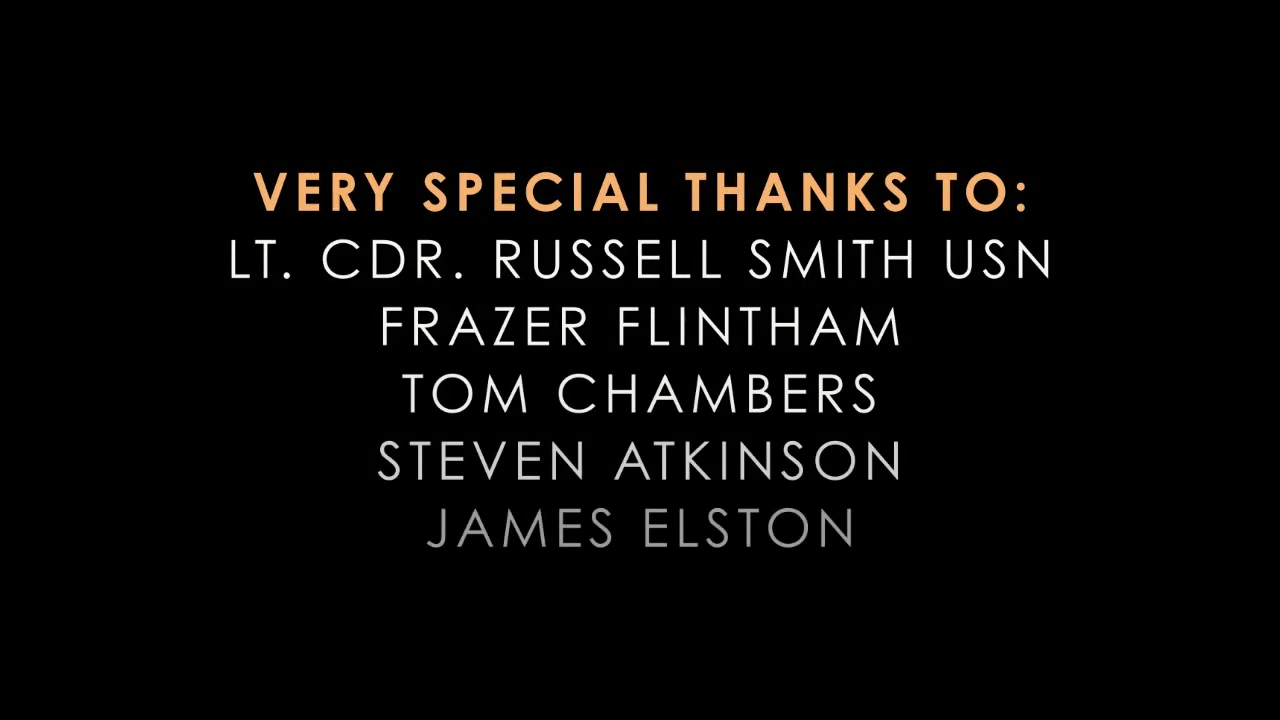 VERY SPECIAL THANKS TO:
LT. CDR. RUSSELL SMITH USN
FRAZER FLINTHAM
TOM CHAMBERS
STEVEN ATKINSON
JAMES ELSTON